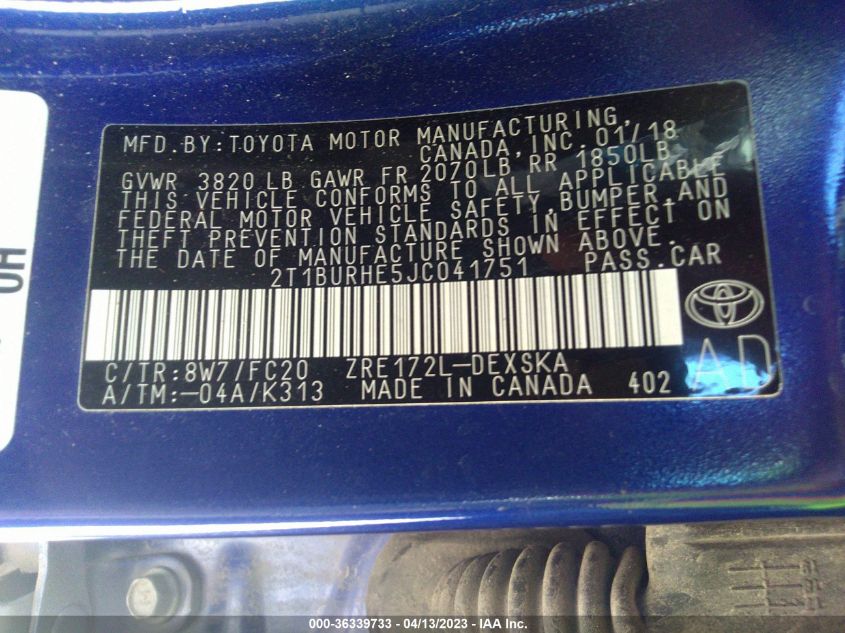 MFD.BY:TOYOTA MOTOR MANUFACTURING,
CANADA,INC.01/18
GVWR 3820 LB GAWR FR 2070LB,RR 1850LB
THIS VEHICLE CONFORMS TO ALL APPLICABLE
FEDERAL MOTOR VEHICLE SAFETY,BUMPER,AND
THEFT PREVENTION STANDARDS IN EFFECT ON
THE DATE OF MANUFACTURE SHOWN ABOVE.
2T1BURHE5JC041751 PASS.CAR
C/TR:8W7/FC20 ZRE172L-DEXSKA AD
A/TM:-04A/K313 MADE IN CANADA 402
000-36339733 - 04/13/2023 - IAA Inc.